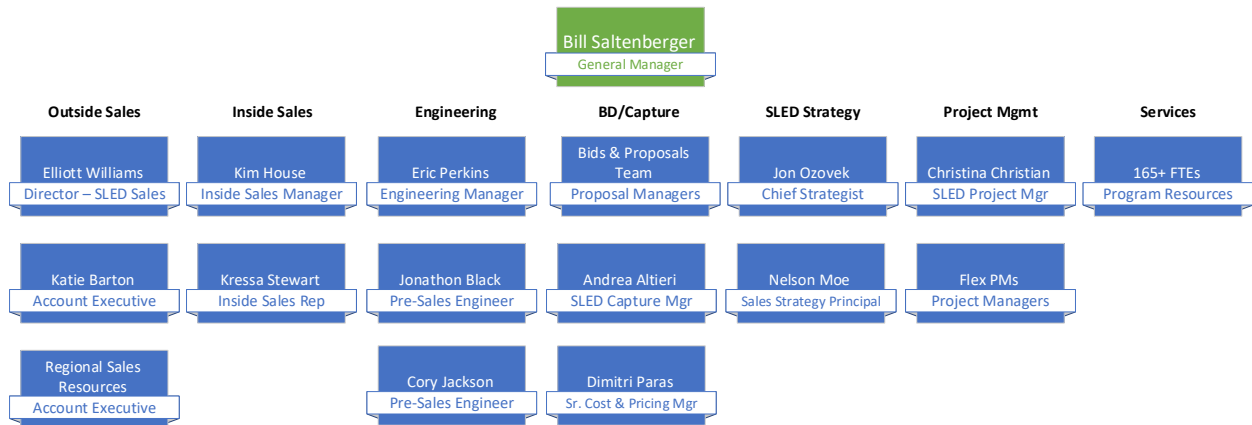 Bill Saltenberger
General Manager
Outside Sales
Inside Sales
Engineering
BD/Capture
SLED Strategy
Project Mgmt
Services
Elliott Williams
Director – SLED Sales
Kim House
Inside Sales Manager
Eric Perkins
Engineering Manager
Bids & Proposals
Team
Proposal Managers
Jon Ozovek
Chief Strategist
Christina Christian
SLED Project Mgr
165+ FTEs
Program Resources
Katie Barton
Account Executive
Kressa Stewart
Inside Sales Rep
Jonathon Black
Pre-Sales Engineer
Andrea Altieri
SLED Capture Mgr
Nelson Moe
Sales Strategy Principal
Flex PMs
Project Managers
Regional Sales
Resources
Account Executive
Cory Jackson
Pre-Sales Engineer
Dimitri Paras
Sr. Cost & Pricing Mgr